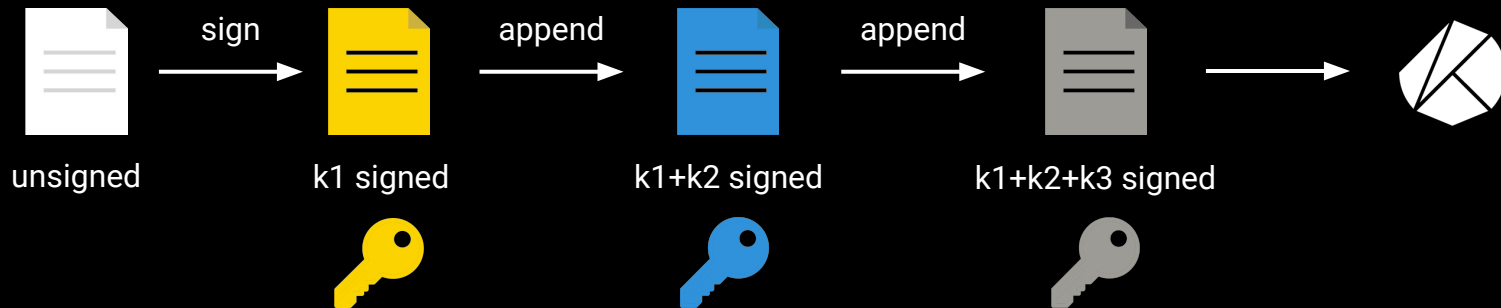 sign
append
append
unsigned
k1 signed
k1+k2 signed
k1+k2+k3 signed